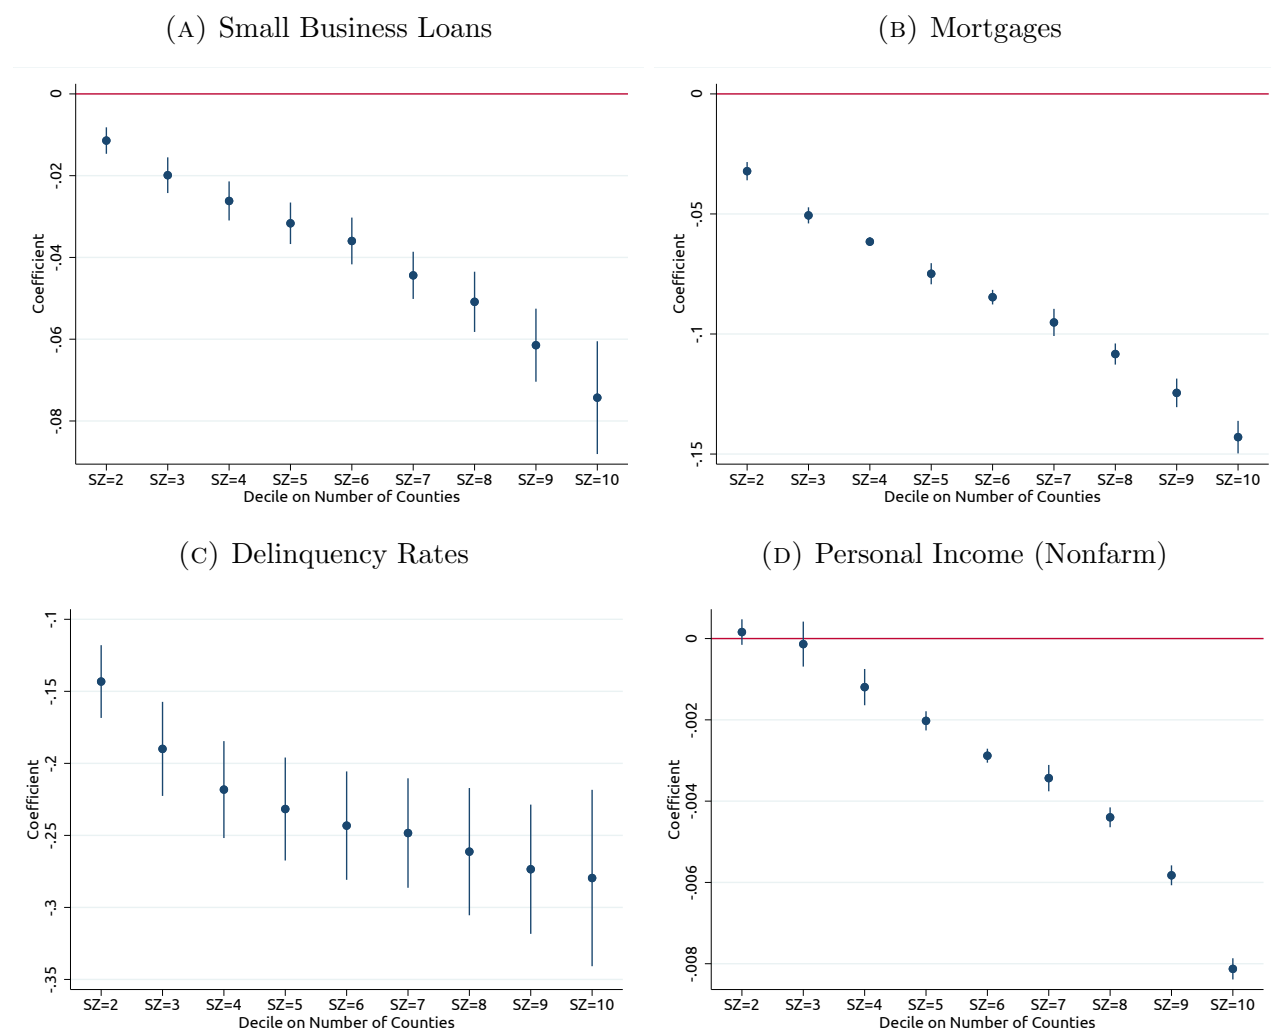 (A) Small Business Loans
0
-.02
-.04
-.06
-.08
Coefficient
SZ=2 SZ=3 SZ=4 SZ=5 SZ=6 SZ=7 SZ=8 SZ=9 SZ=10
Decile on Number of Counties
(B) Mortgages
0
-.05
-.1
-.15
Coefficient
SZ=2 SZ=3 SZ=4 SZ=5 SZ=6 SZ=7 SZ=8 SZ=9 SZ=10
Decile on Number of Counties
(C) Delinquency Rates
-.1
-.15
-.2
-.25
-.3
-.35
Coefficient
SZ=2 SZ=3 SZ=4 SZ=5 SZ=6 SZ=7 SZ=8 SZ=9 SZ=10
Decile on Number of Counties
(D) Personal Income (Nonfarm)
0
-.002
-.004
-.006
-.008
Coefficient
SZ=2 SZ=3 SZ=4 SZ=5 SZ=6 SZ=7 SZ=8 SZ=9 SZ=10
Decile on Number of Counties